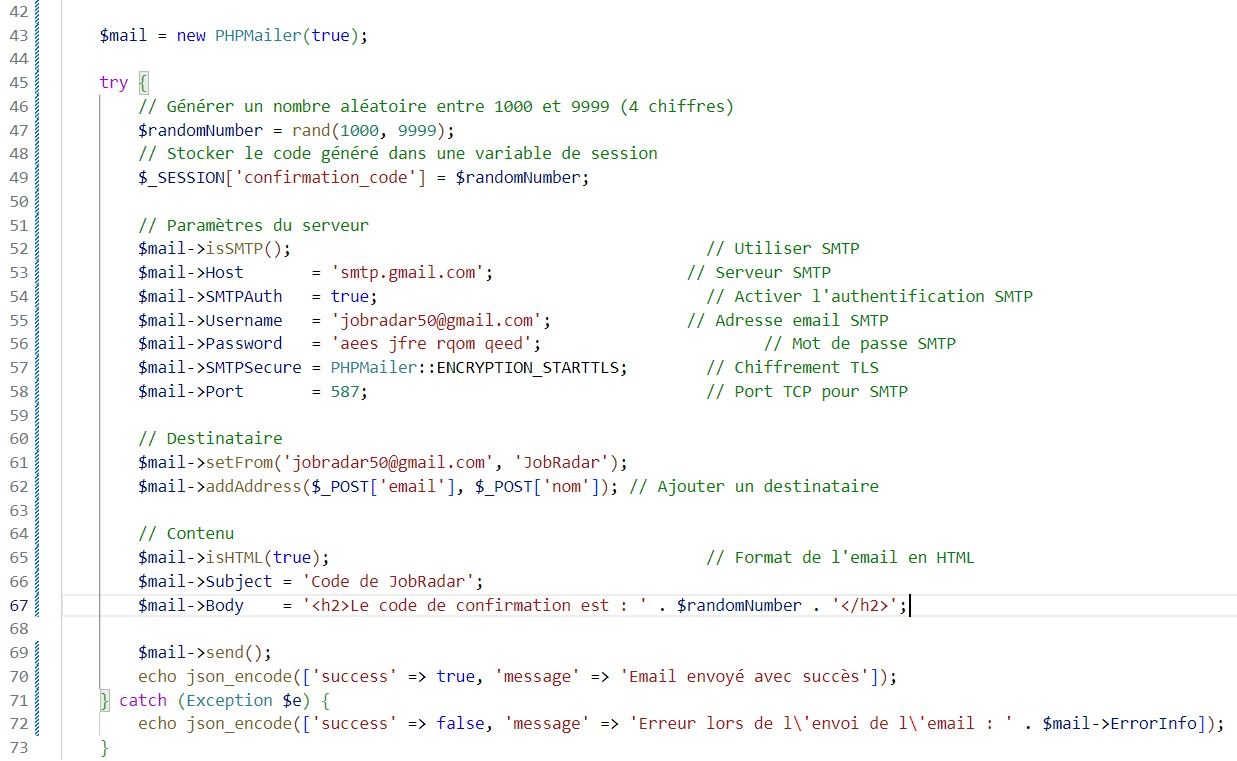 42
43 $mail = new PHPMailer(true);
44
45 try {
46 // Générer un nombre aléatoire entre 1000 et 9999 (4 chiffres)
47 $randomNumber = rand(1000, 9999);
48 // Stocker le code généré dans une variable de session
49 $_SESSION['confirmation_code'] = $randomNumber;
50
51 // Paramètres du serveur
52 $mail->isSMTP(); // Utiliser SMTP
53 $mail->Host = 'smtp.gmail.com'; // Serveur SMTP
54 $mail->SMTPAuth = true; // Activer l'authentification SMTP
55 $mail->Username = 'jobradar50@gmail.com'; // Adresse email SMTP
56 $mail->Password = 'aees jfre rqom qeed'; // Mot de passe SMTP
57 $mail->SMTPSecure = PHPMailer::ENCRYPTION_STARTTLS; // Chiffrement TLS
58 $mail->Port = 587; // Port TCP pour SMTP
59
60 // Destinataire
61 $mail->setFrom('jobradar50@gmail.com', 'JobRadar');
62 $mail->addAddress($_POST['email'], $_POST['nom']); // Ajouter un destinataire
63
64 // Contenu
65 $mail->isHTML(true); // Format de l'email en HTML
66 $mail->Subject = 'Code de JobRadar';
67 $mail->Body = '<h2>Le code de confirmation est : ' . $randomNumber . '</h2>';
68
69 $mail->send();
70 echo json_encode(['success' => true, 'message' => 'Email envoyé avec succès']);
71 } catch (Exception $e) {
72 echo json_encode(['success' => false, 'message' => 'Erreur lors de l\'envoi de l\'email : ' . $mail->ErrorInfo]);
73 }